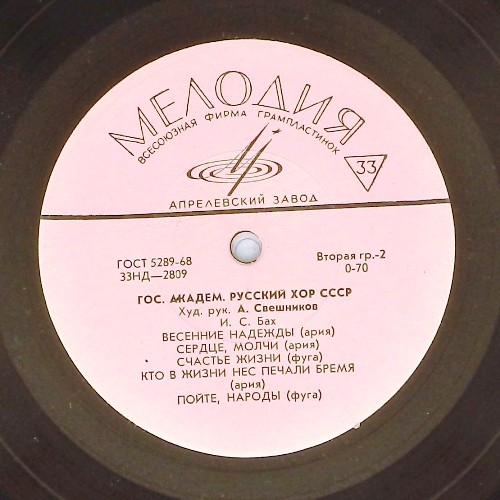 МЕЛОДИЯ
ВСЕСОЮЗНАЯ ФИРМА ГРАМПЛАСТИНОК
33
АПРЕЛЕВСКИЙ ЗАВОД
ГОСТ 5289-68
33НД—2809
Вторая гр.-2
0-70
ГОС. АКАДЕМ. РУССКИЙ ХОР СССР
Худ. рук. А. Свешников
И. С. Бах
ВЕСЕННИЕ НАДЕЖДЫ (ария)
СЕРДЦЕ, МОЛЧИ (ария)
СЧАСТЬЕ ЖИЗНИ (фуга)
КТО В ЖИЗНИ НЕС ПЕЧАЛИ БРЕМЯ
(ария)
ПОЙТЕ, НАРОДЫ (фуга)